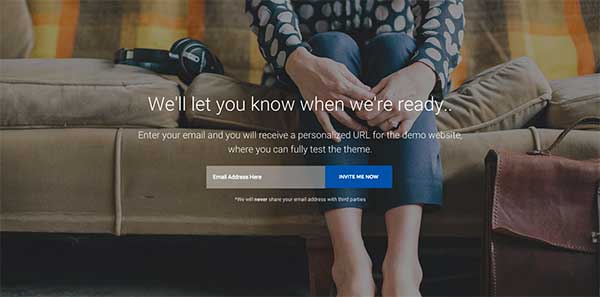 We'll let you know when we're ready..
Enter your email and you will receive a personalized URL for the demo website,
where you can fully test the theme.
Email Address Here
INVITE ME NOW
*We will never share your email address with third parties